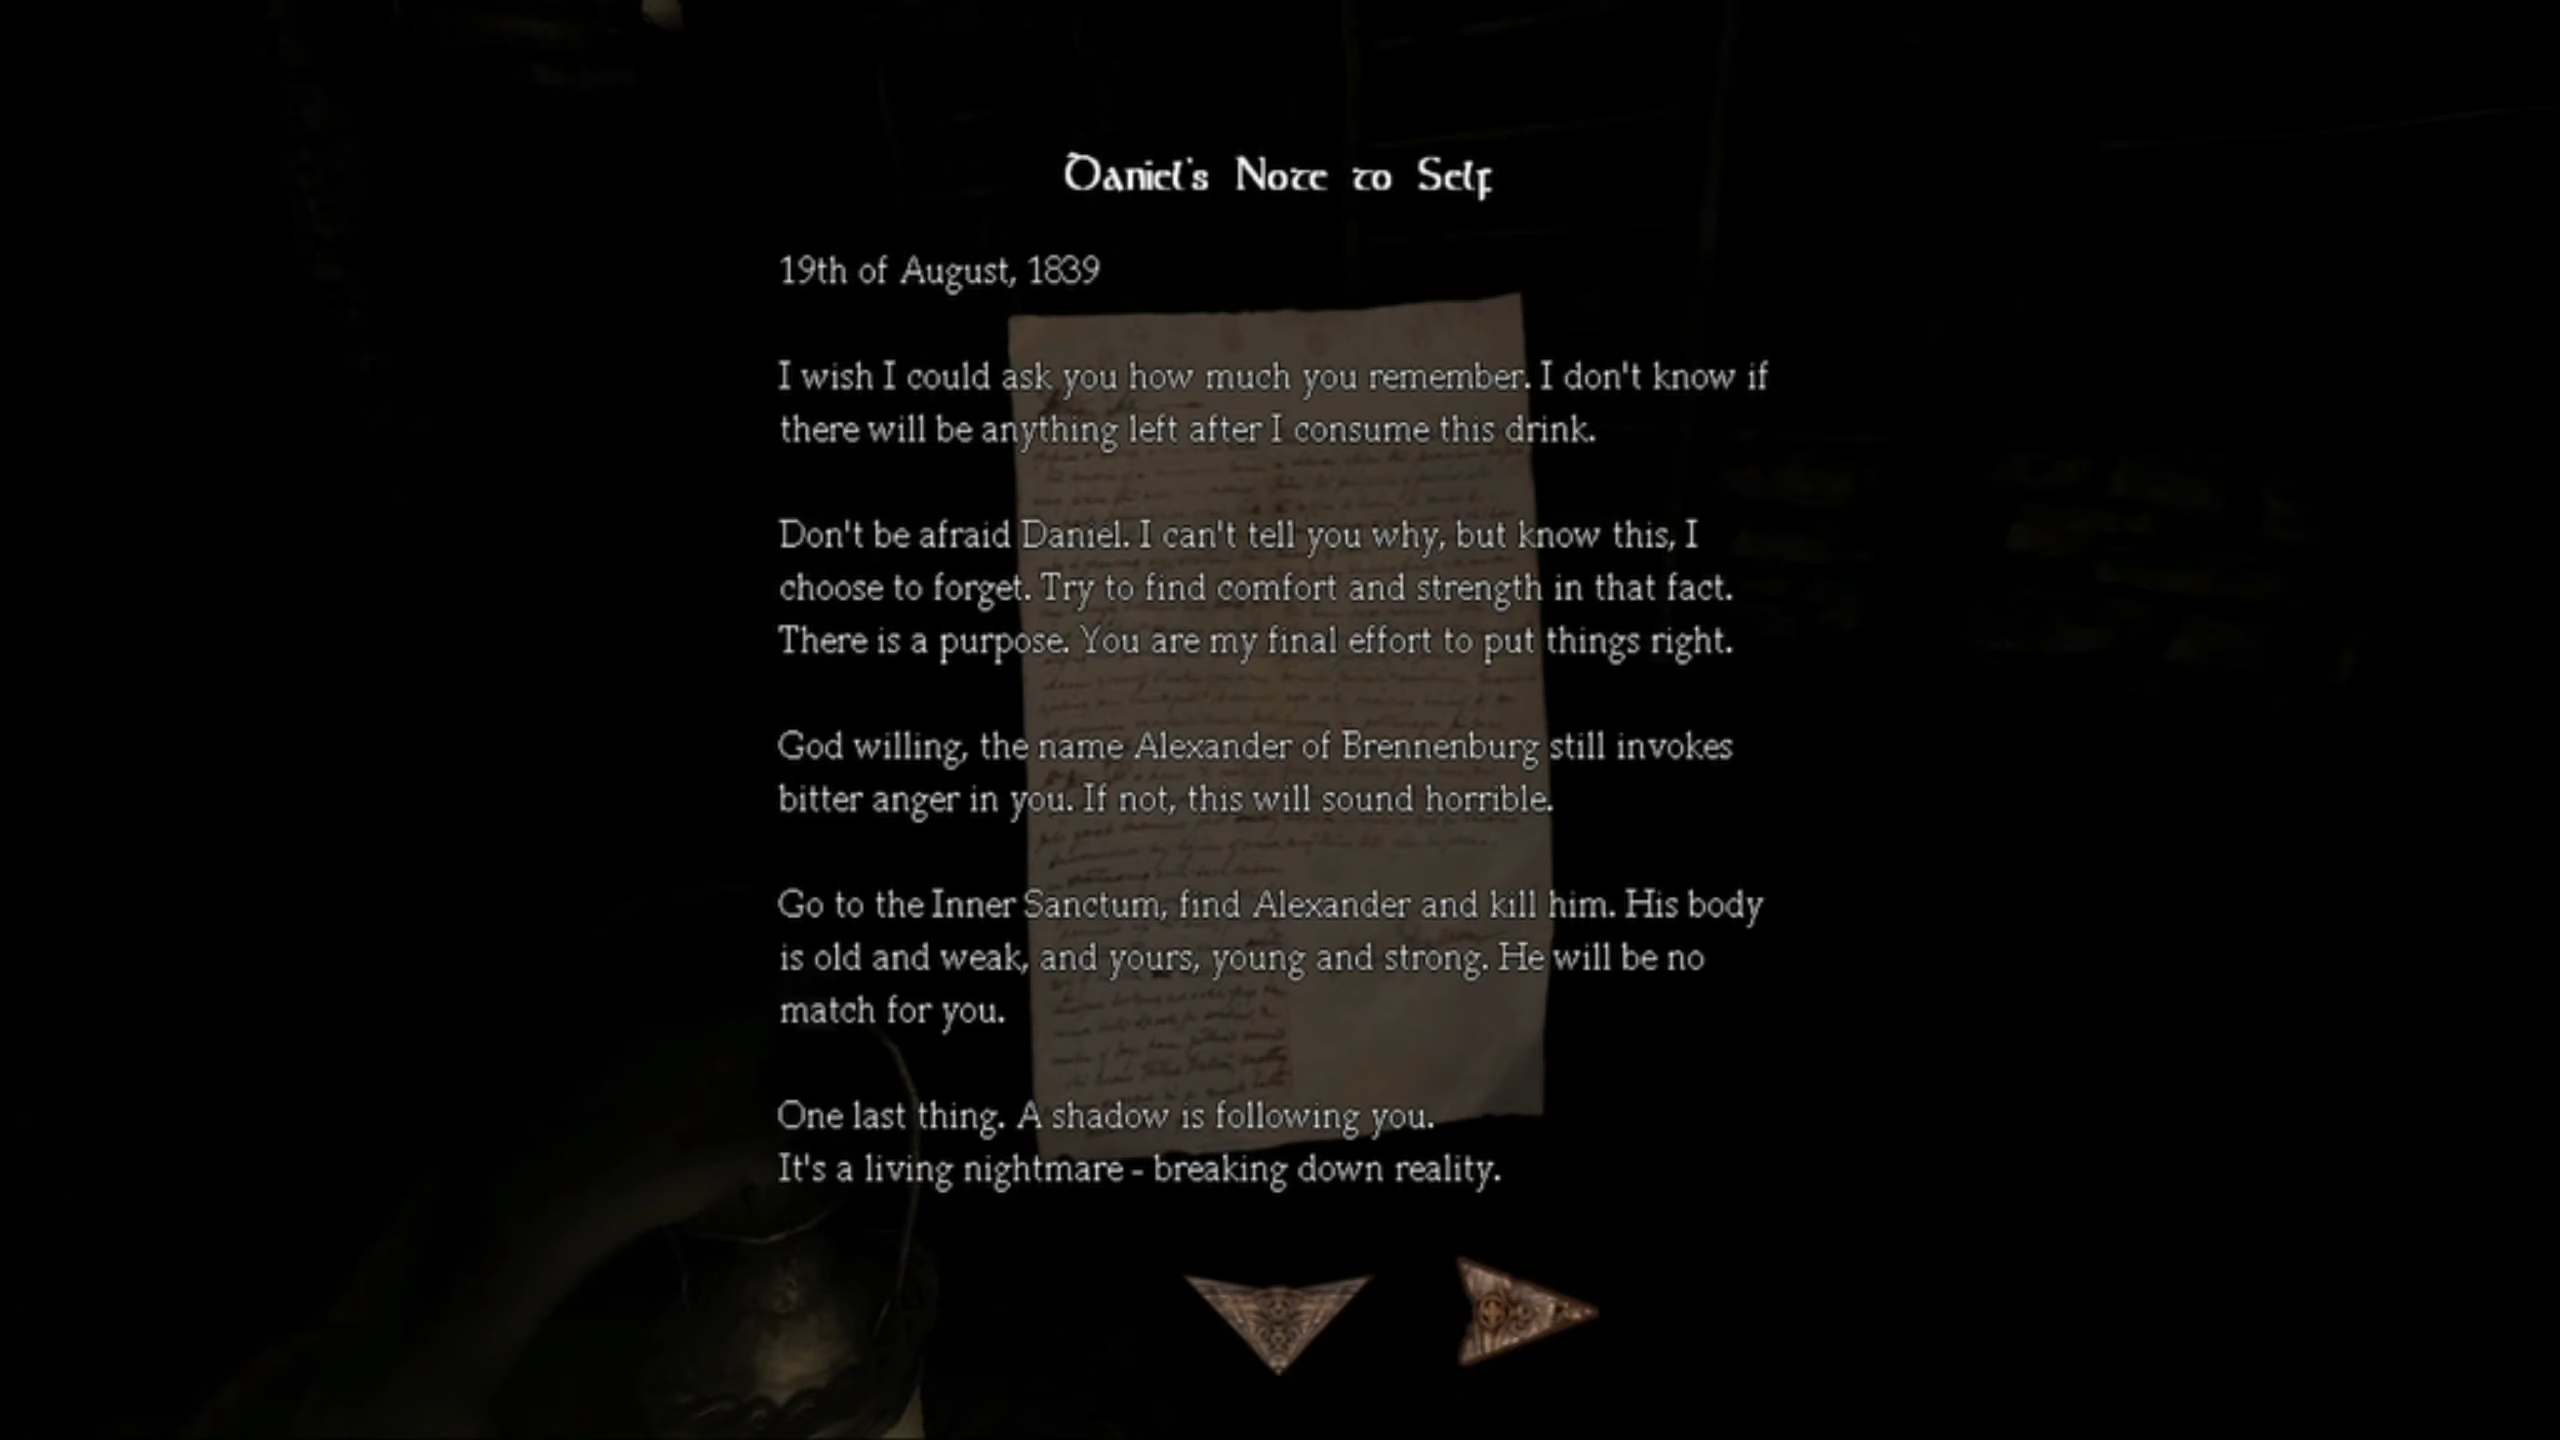 Daniel's Note to Self
19th of August, 1839
I wish I could ask you how much you remember. I don't know if
there will be anything left after I consume this drink.
Don't be afraid Daniel. I can't tell you why, but know this, I
choose to forget. Try to find comfort and strength in that fact.
There is a purpose. You are my final effort to put things right.
God willing, the name Alexander of Brennenburg still invokes
bitter anger in you. If not, this will sound horrible.
Go to the Inner Sanctum, find Alexander and kill him. His body
is old and weak, and yours, young and strong. He will be no
match for you.
One last thing. A shadow is following you.
It's a living nightmare - breaking down reality.